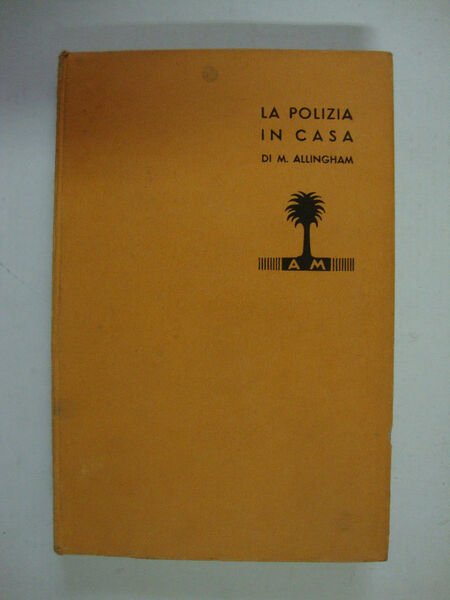 LA POLIZIA
IN CASA
DI M. ALLINGHAM
A M